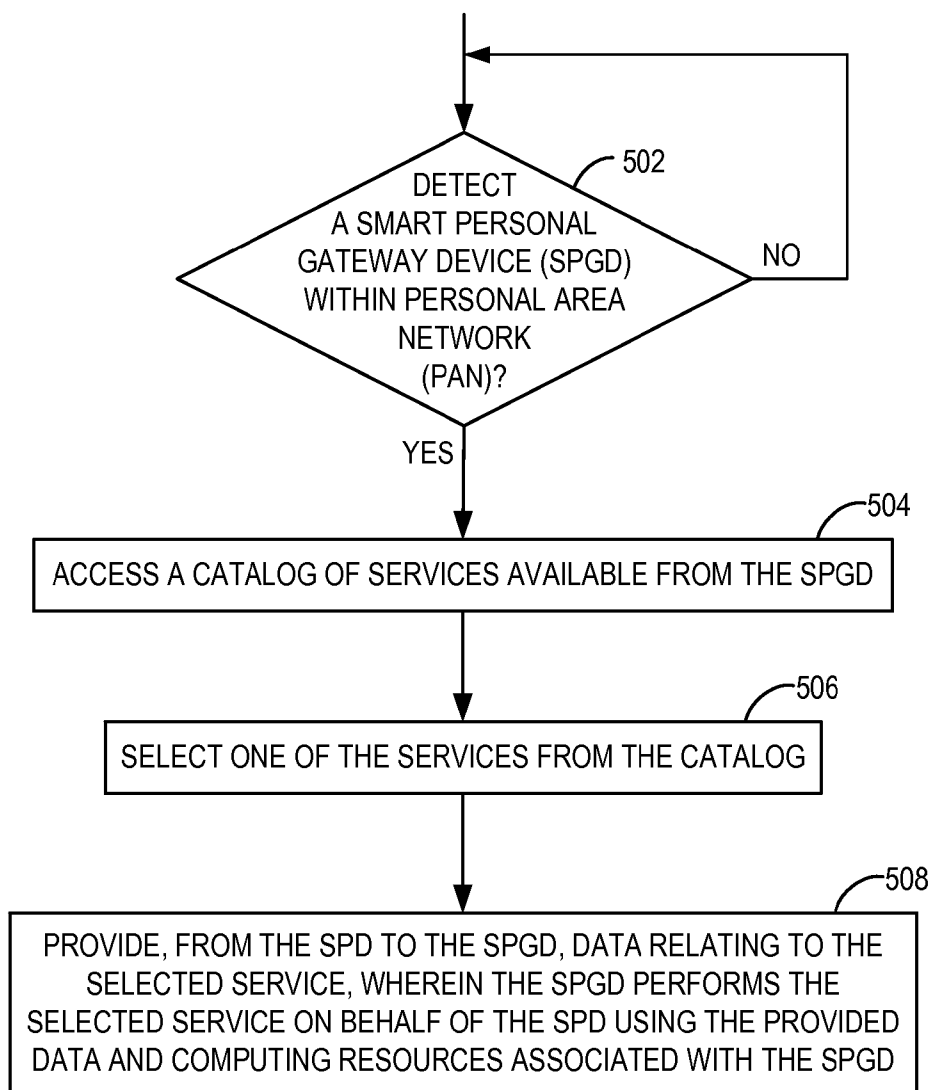 502
DETECT
A SMART PERSONAL
GATEWAY DEVICE (SPGD)
WITHIN PERSONAL AREA
NETWORK
(PAN)?
NO
YES
504
ACCESS A CATALOG OF SERVICES AVAILABLE FROM THE SPGD
506
SELECT ONE OF THE SERVICES FROM THE CATALOG
508
PROVIDE, FROM THE SPD TO THE SPGD, DATA RELATING TO THE
SELECTED SERVICE, WHEREIN THE SPGD PERFORMS THE
SELECTED SERVICE ON BEHALF OF THE SPD USING THE PROVIDED
DATA AND COMPUTING RESOURCES ASSOCIATED WITH THE SPGD